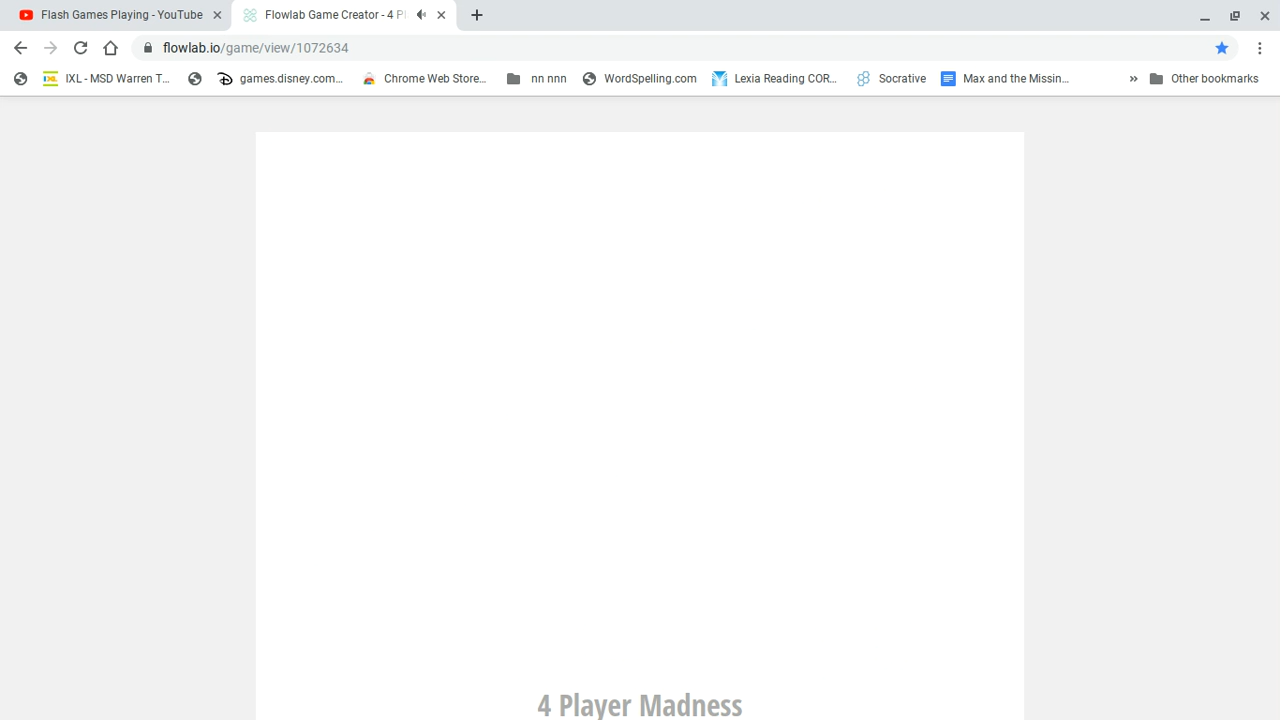 Flash Games Playing - YouTube
Flowlab Game Creator - 4 Pl
flowlab.io/game/view/1072634
IXL - MSD Warren T...
games.disney.com...
Chrome Web Store...
nn nnn
WordSpelling.com
Lexia Reading COR...
Socrative
Max and the Missin...
»
Other bookmarks
4 Player Madness